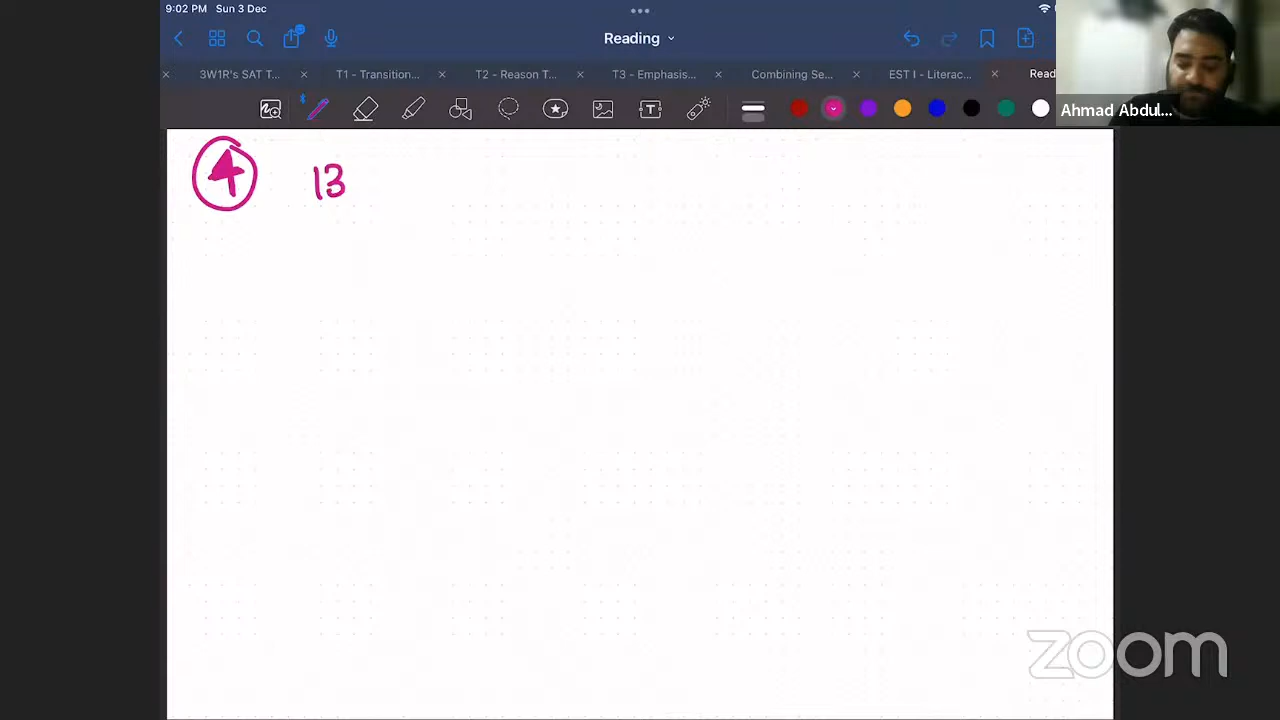 9:02 PM Sun 3 Dec
Reading
3W1R's SAT T...
T1 - Transition...
T2 - Reason T...
T3 - Emphasis...
Combining Se...
EST I - Literac...
Read
Ahmad Abdul...
4 13
zoom